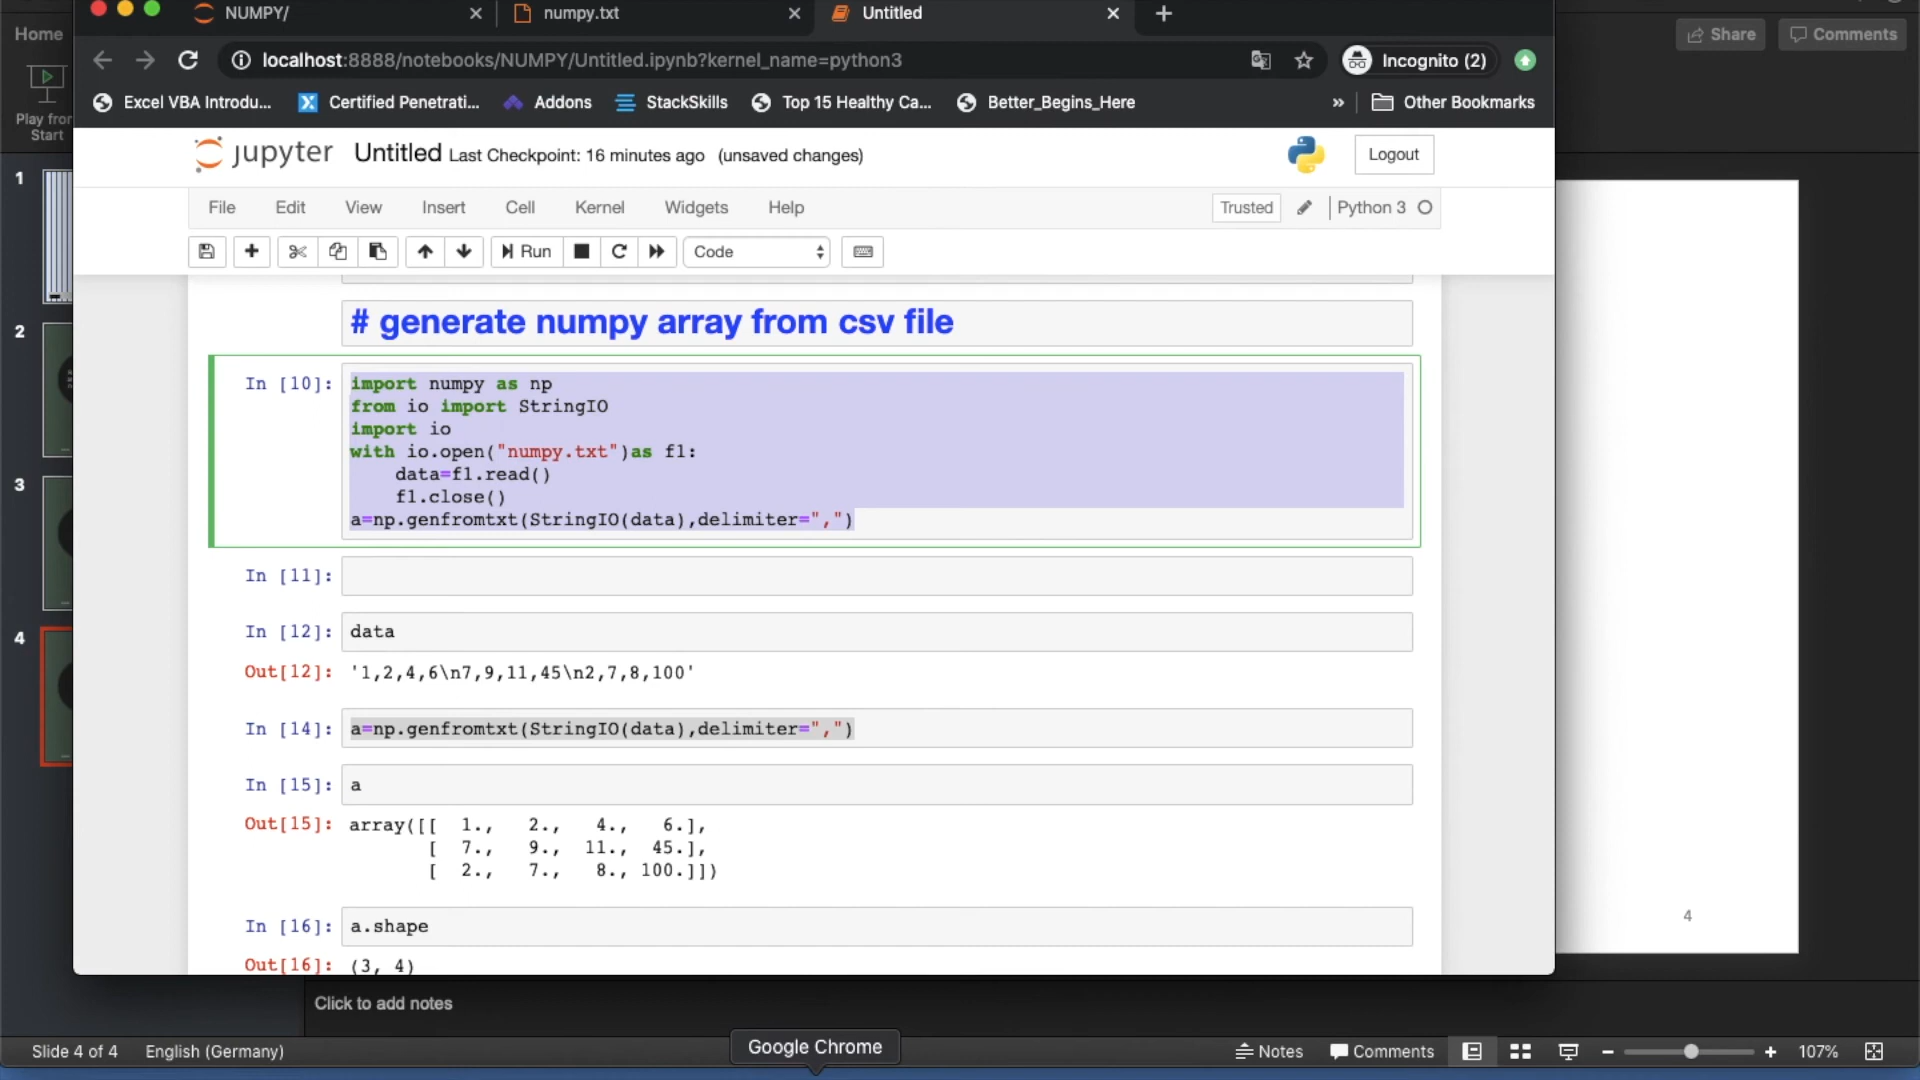 NUMPY/
numpy.txt
Untitled
Home
Share
Comments
localhost:8888/notebooks/NUMPY/Untitled.ipynb?kernel_name=python3
Incognito (2)
Play from
Start
Excel VBA Introdu...
Certified Penetrati...
Addons
StackSkills
Top 15 Healthy Ca...
Better_Begins_Here
»
Other Bookmarks
jupyter
Untitled Last Checkpoint: 16 minutes ago (unsaved changes)
Logout
File
Edit
View
Insert
Cell
Kernel
Widgets
Help
Trusted
Python 3
Run
Code
1
2
3
4
# generate numpy array from csv file
In [10]:
import numpy as np
from io import StringIO
import io
with io.open("numpy.txt")as f1:
data=f1.read()
f1.close()
a=np.genfromtxt(StringIO(data),delimiter=",")
In [11]:
In [12]: data
Out[12]: '1,2,4,6\n7,9,11,45\n2,7,8,100'
In [14]: a=np.genfromtxt(StringIO(data),delimiter=",")
In [15]: a
Out[15]: array([[ 1., 2., 4., 6.],
[ 7., 9., 11., 45.],
[ 2., 7., 8., 100.]])
In [16]: a.shape
Out[16]: (3, 4)
4
Click to add notes
Google Chrome
Slide 4 of 4
English (Germany)
Notes
Comments
107%